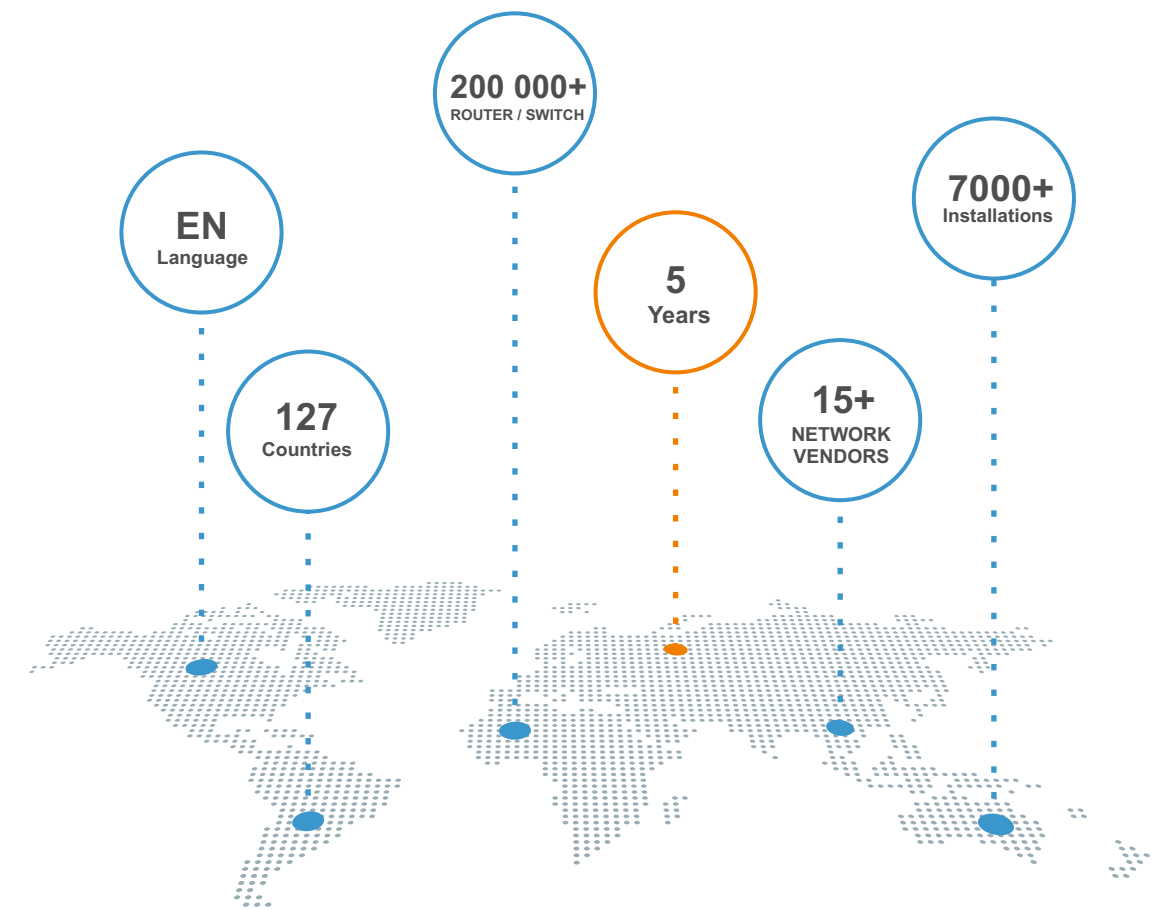 200 000+
ROUTER / SWITCH
7000+
Installations
EN
Language
5
Years
15+
NETWORK
VENDORS
127
Countries